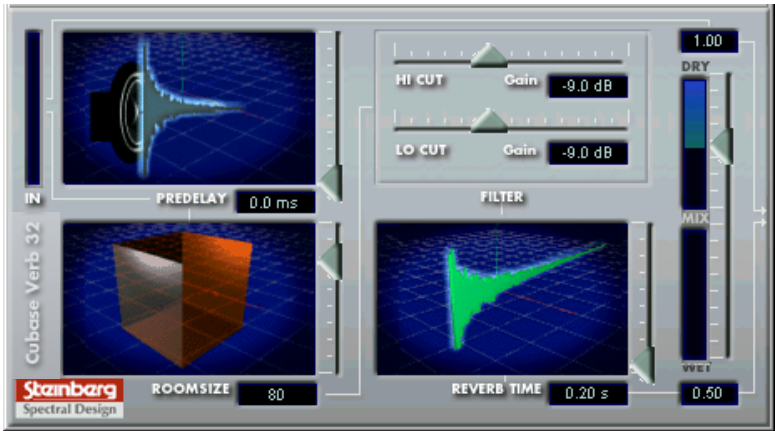 1.00
DRY
HI CUT Gain -9.0 dB
LO CUT Gain -9.0 dB
IN
PREDELAY 0.0 ms
FILTER
MIX
Cubase Verb 32
WET
Steinberg
Spectral Design
ROOMSIZE 80
REVERB TIME 0.20 s
0.50